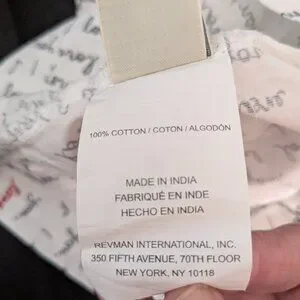 100% COTTON / COTON / ALGODÓN
MADE IN INDIA
FABRIQUÉ EN INDE
HECHO EN INDIA
REVMAN INTERNATIONAL, INC.
350 FIFTH AVENUE, 70TH FLOOR
NEW YORK, NY 10118